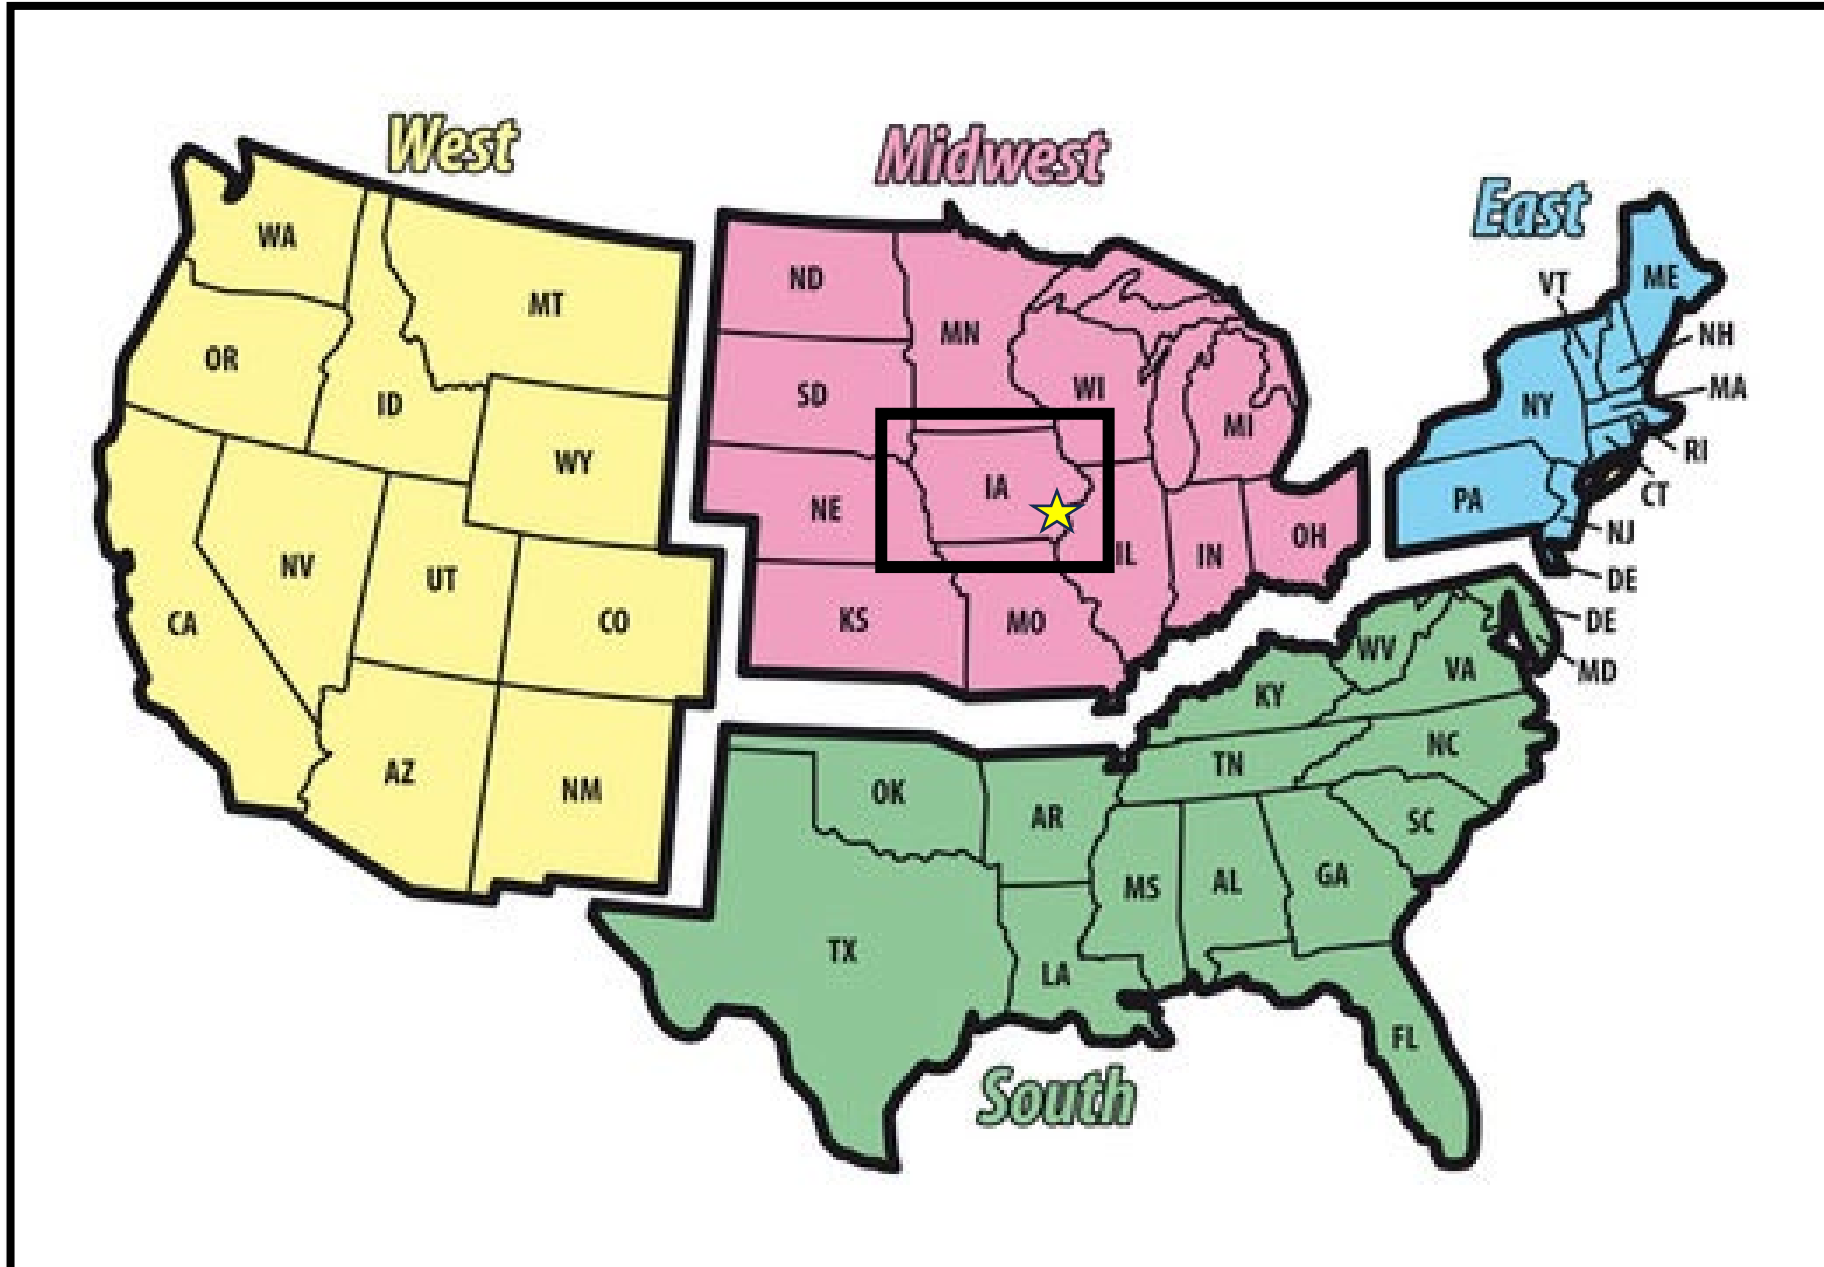 West
Midwest
East
WA
MT
OR
ID
WY
NV
UT
CO
CA
AZ
NM
ND
MN
SD
WI
MI
IA
NE
IL
IN
OH
KS
MO
VT
ME
NH
MA
NY
RI
CT
PA
NJ
DE
DE
MD
WV
VA
KY
NC
TN
SC
OK
AR
MS
AL
GA
TX
LA
FL
South